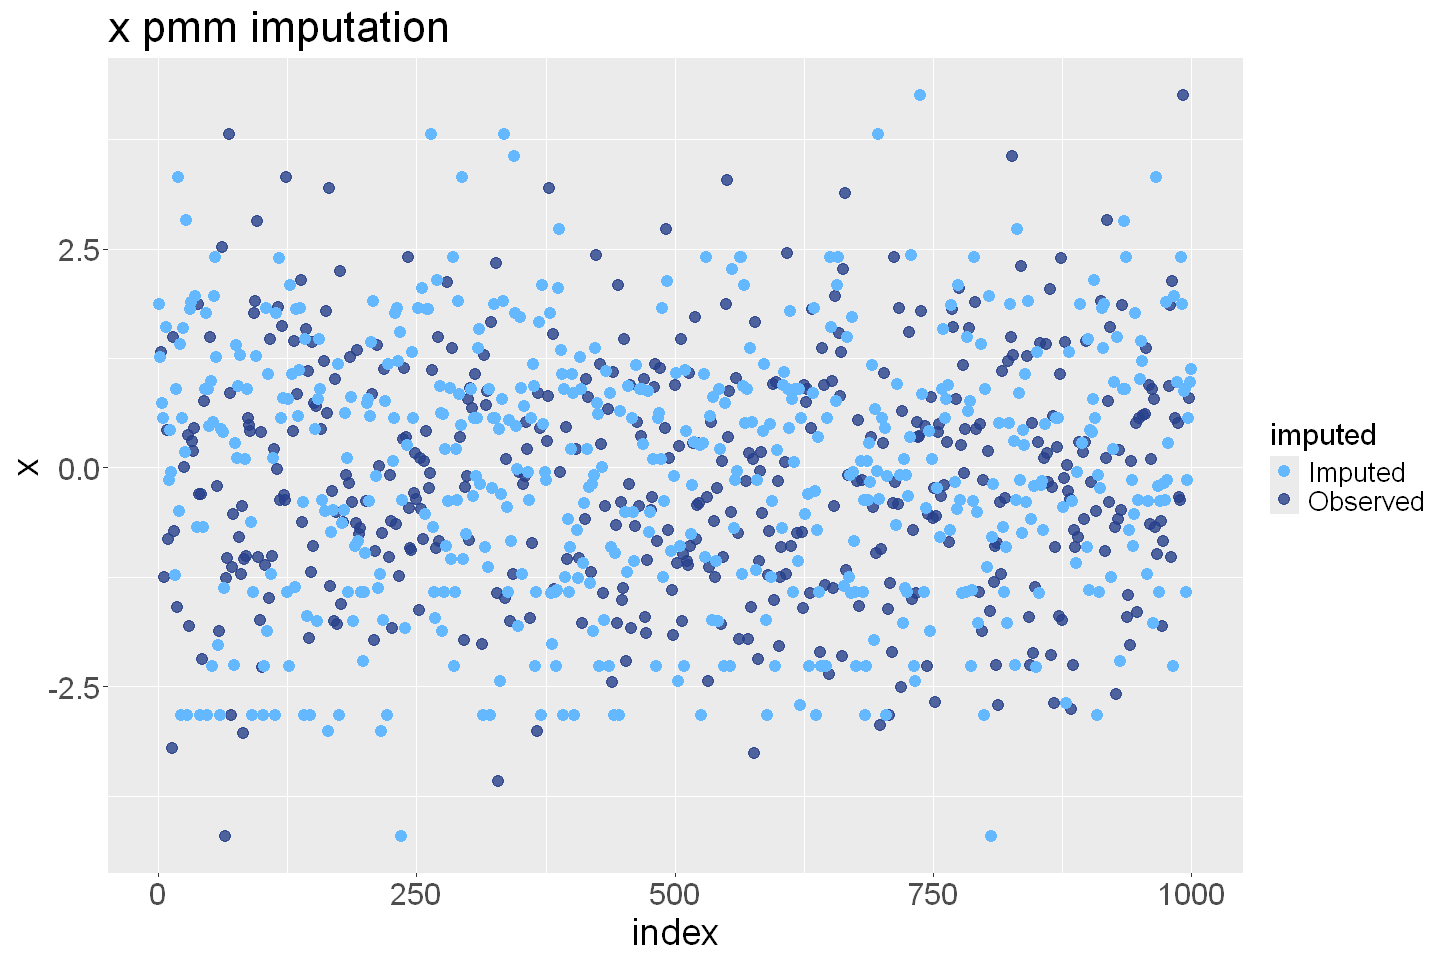 x pmm imputation
2.5
0.0
-2.5
x
0 250 500 750 1000
index
imputed
Imputed
Observed